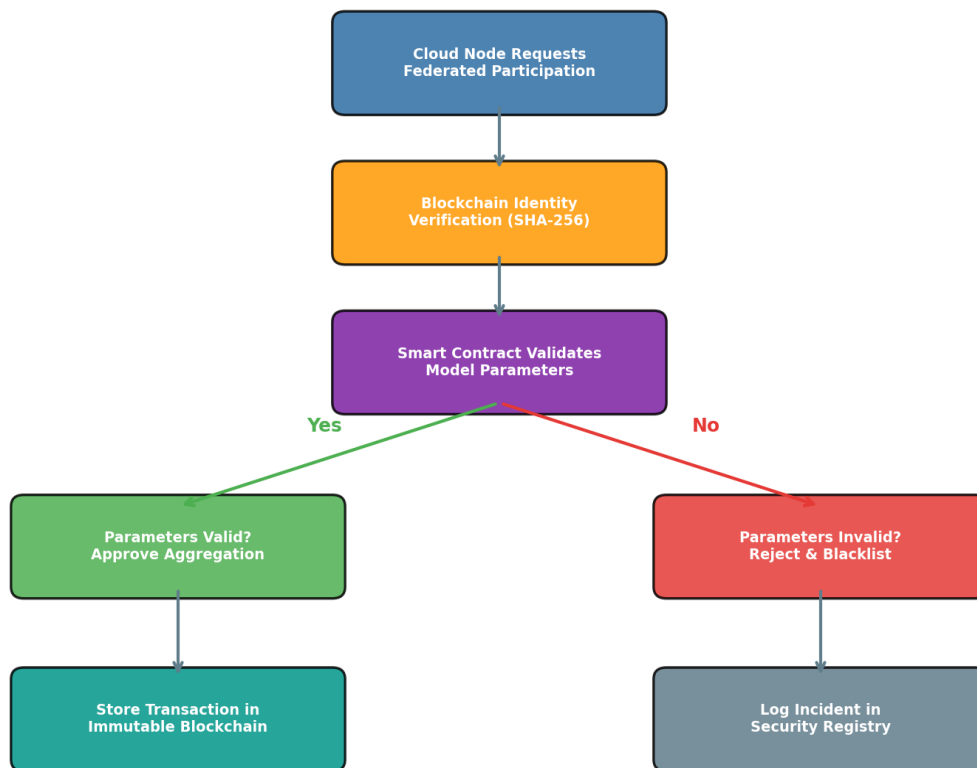 Cloud Node Requests
Federated Participation
Blockchain Identity
Verification (SHA-256)
Smart Contract Validates
Model Parameters
Yes
No
Parameters Valid?
Approve Aggregation
Parameters Invalid?
Reject & Blacklist
Store Transaction in
Immutable Blockchain
Log Incident in
Security Registry